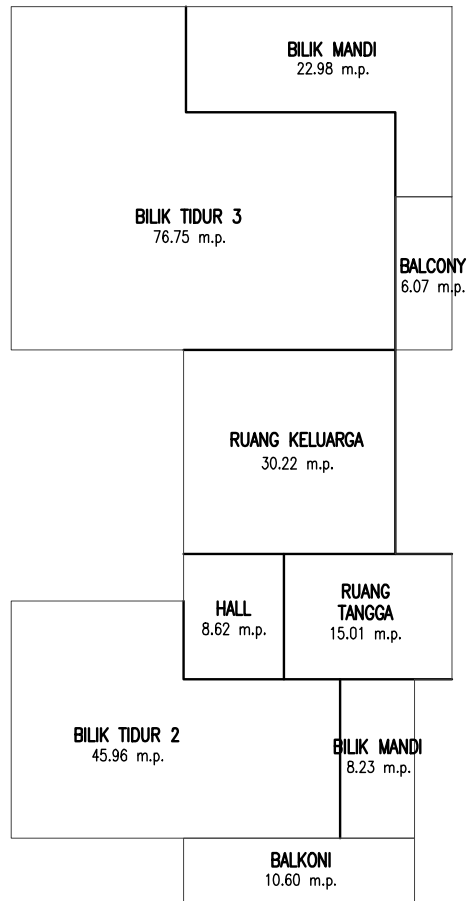 BILIK MANDI
22.98 m.p.
BILIK TIDUR 3
76.75 m.p.
BALCONY
6.07 m.p.
RUANG KELUARGA
30.22 m.p.
HALL
8.62 m.p.
RUANG
TANGGA
15.01 m.p.
BILIK TIDUR 2
45.96 m.p.
BILIK MANDI
8.23 m.p.
BALKONI
10.60 m.p.